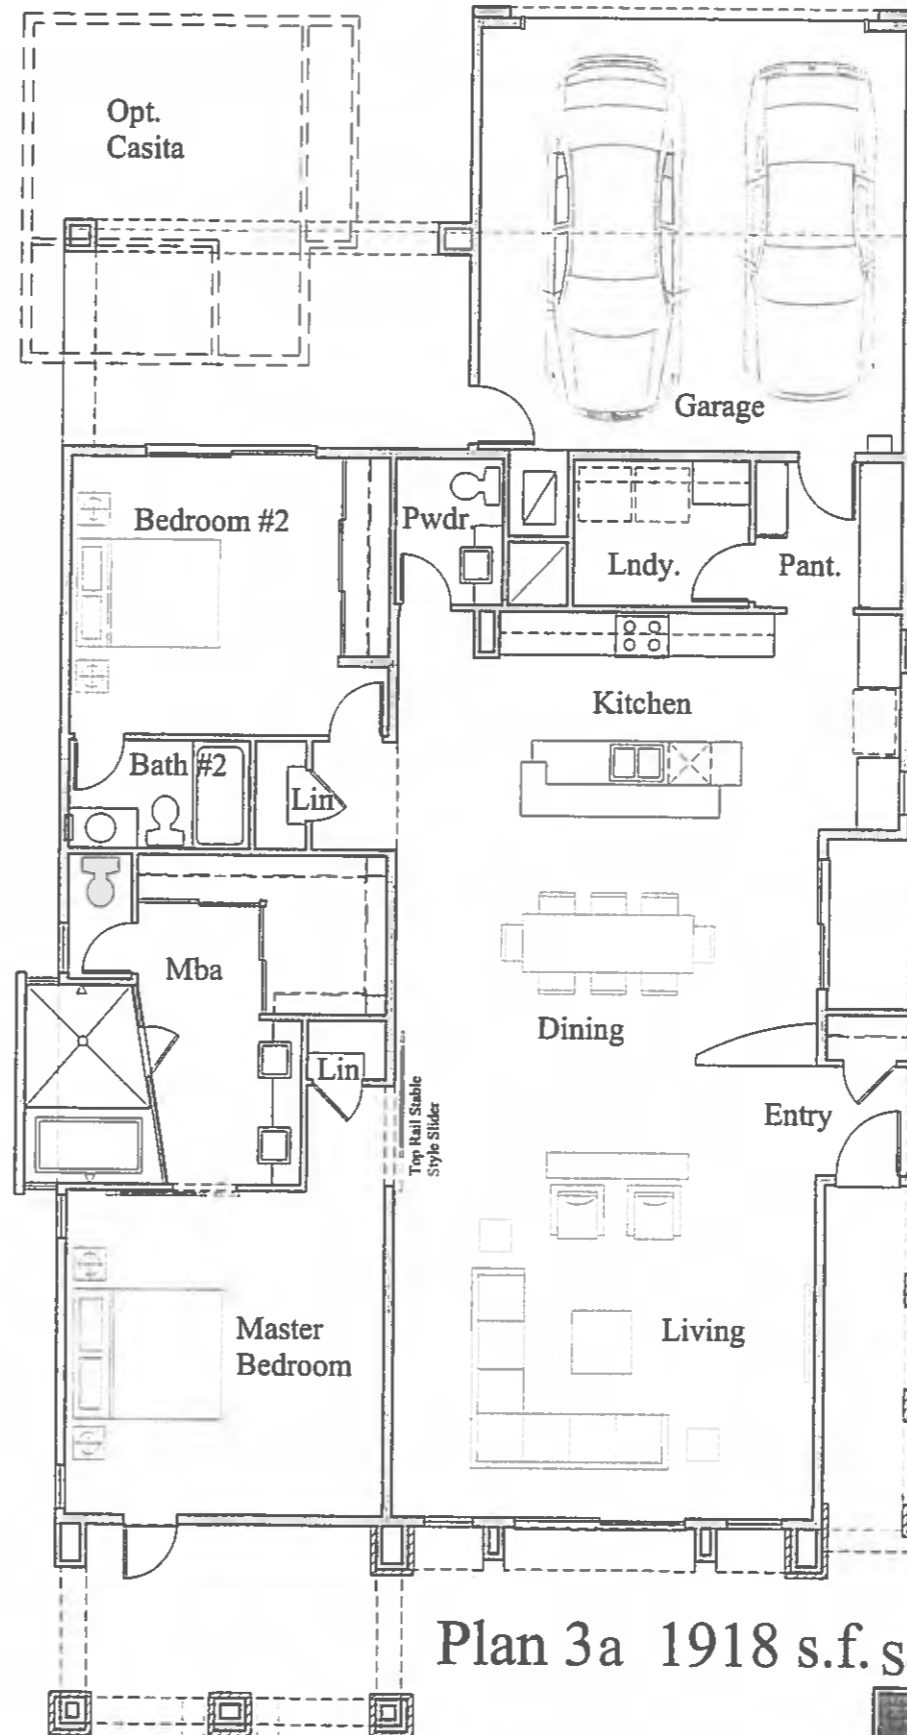 Opt.
Casita
Garage
Bedroom #2
Pwdr.
Lndy.
Pant.
Kitchen
Bath #2
Lin
Mba
Dining
Lin
Top Rail Stable
Style Slider
Entry
Master
Bedroom
Living
Plan 3a 1918 s.f.